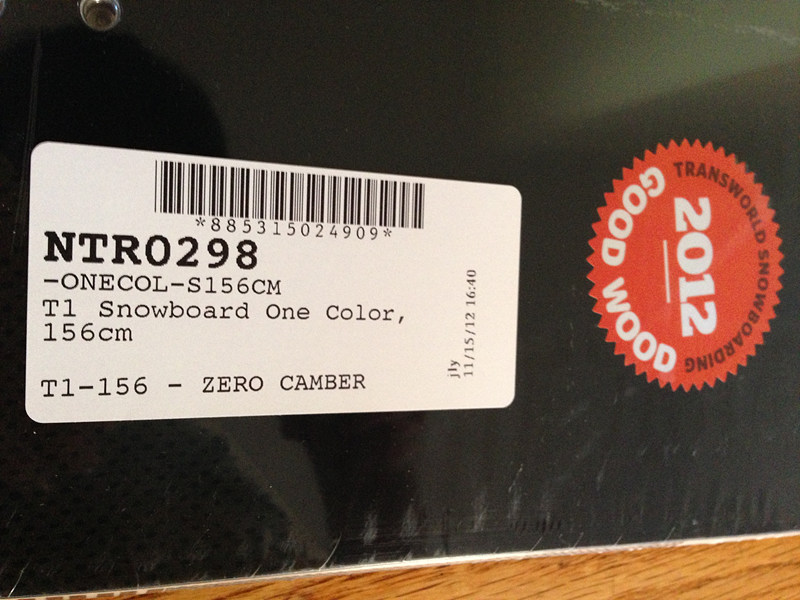 *885315024909*
NTR0298
-ONECOL-S156CM
T1 Snowboard One Color,
156cm
T1-156 - ZERO CAMBER
jly
11/15/12 16:40
TRANSWORLD SNOWBOARDING
2012
GOOD WOOD